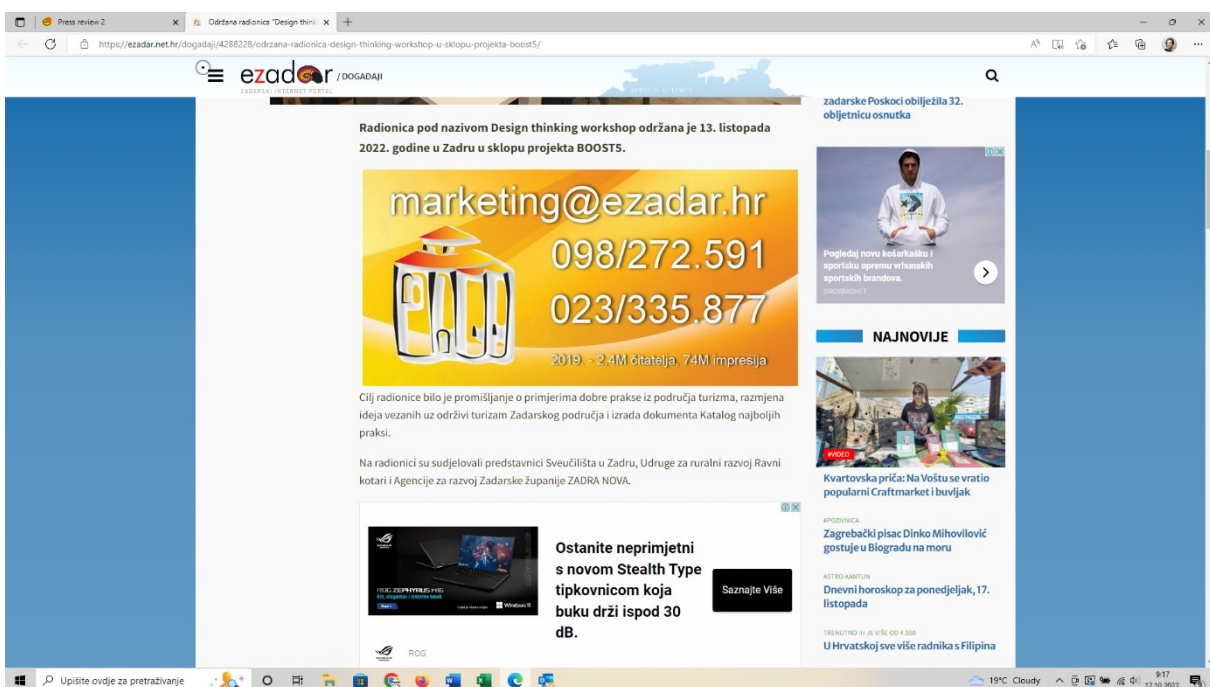 Press review 2
Održana radionica "Design thinki
https://ezadar.net.hr/dogadaji/4288228/odrzana-radionica-design-thinking-workshop-u-sklopu-projekta-boost5/
ezadar / DOGAĐAJI
ZADARSKI INTERNET PORTAL
Radionica pod nazivom Design thinking workshop održana je 13. listopada
2022. godine u Zadru u sklopu projekta BOOST5.
marketing@ezadar.hr
098/272.591
023/335.877
2019. - 2,4M čitatelja, 74M impresija
Cilj radionice bilo je promišljanje o primjerima dobre prakse iz područja turizma, razmjena
ideja vezanih uz održivi turizam Zadarskog područja i izrada dokumenta Katalog najboljih
praksi.
Na radionici su sudjelovali predstavnici Sveučilišta u Zadru, Udruge za ruralni razvoj Ravni
kotari i Agencije za razvoj Zadarske županije ZADRA NOVA.
ROG ZEPHYRUS M16
Windows 11
Ostanite neprimjetni
s novom Stealth Type
tipkovnicom koja
buku drži ispod 30
dB.
Saznajte Više
ROG
zadarske Poskoci obilježila 32.
obljetnicu osnutka
Pogledaj novu košarkašku i
sportsku opremu vrhunskih
sportskih brandova.
GROSBASKET
NAJNOVIJE
#VIDEO
Kvartovska priča: Na Voštu se vratio
popularni Craftmarket i buvljak
#POZIVNICA
Zagrebački pisac Dinko Mihovilović
gostuje u Biogradu na moru
ASTRO KANTUN
Dnevni horoskop za ponedjeljak, 17.
listopada
TRENUTNO IH JE VIŠE OD 4.500
U Hrvatskoj sve više radnika s Filipina
Upišite ovdje za pretraživanje
19°C Cloudy
9:17
17.10.2022.